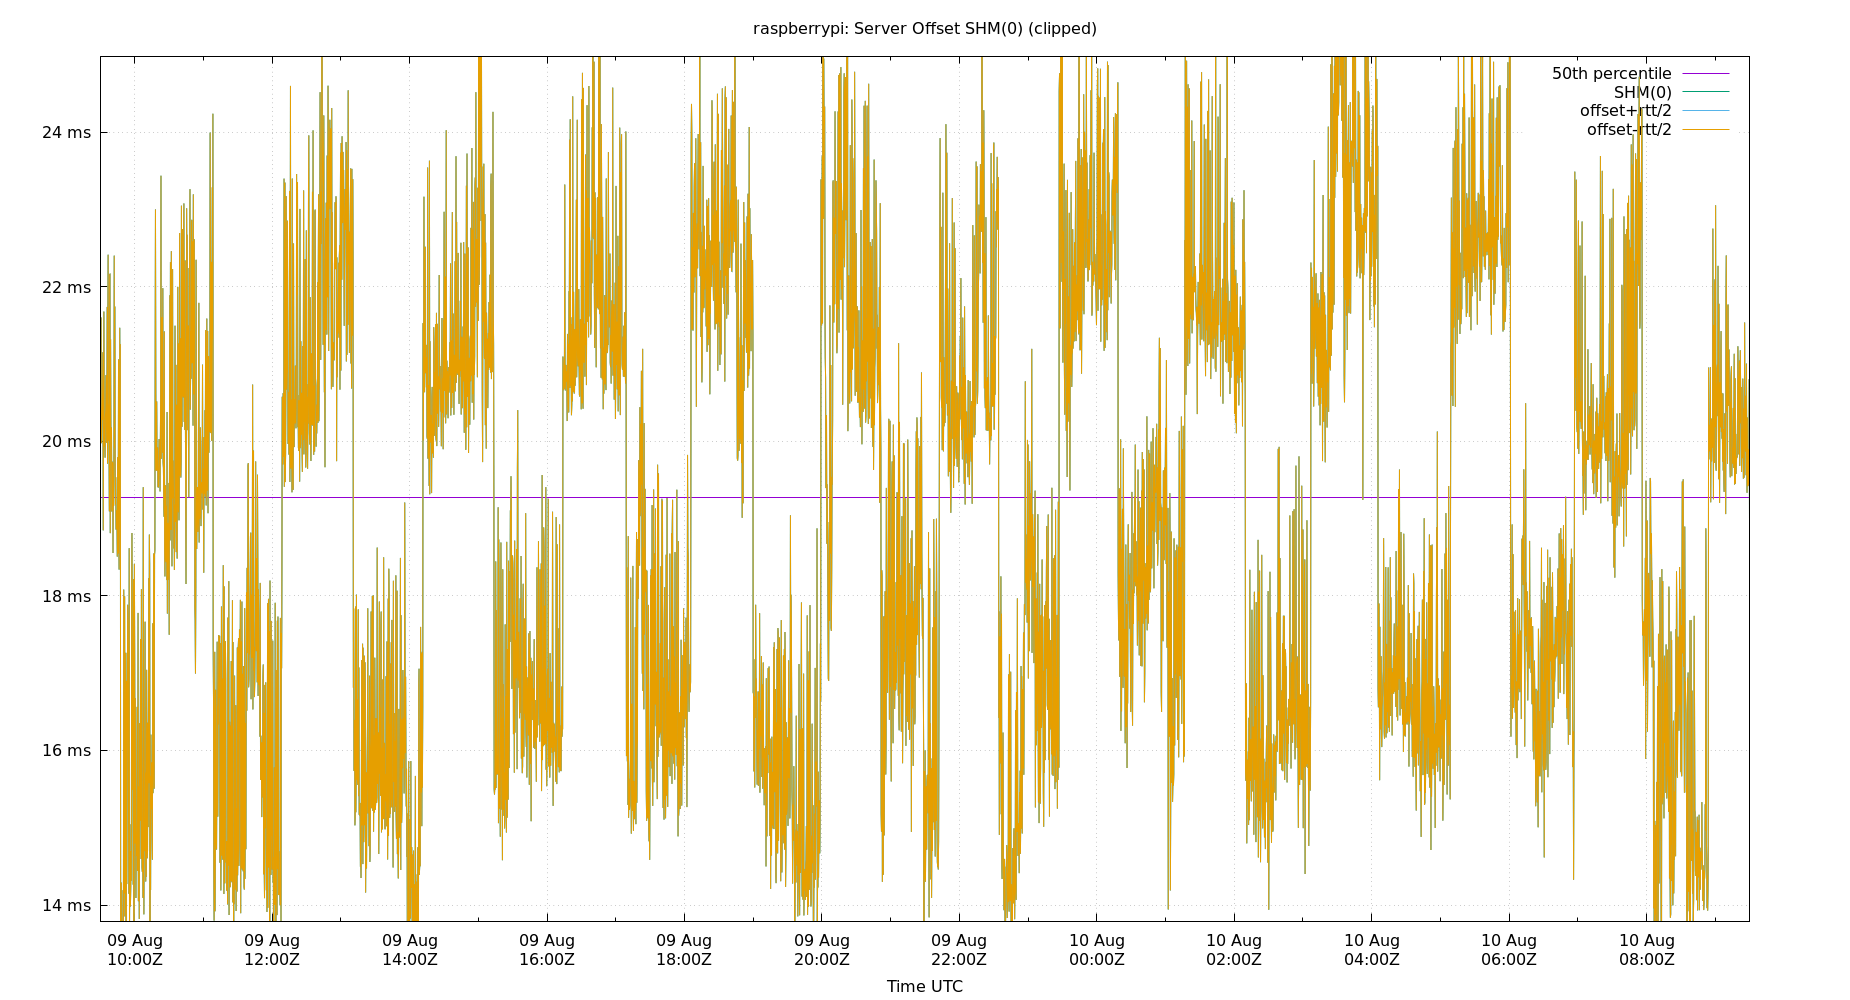 raspberrypi: Server Offset SHM(0) (clipped)
50th percentile
SHM(0)
offset+rtt/2
offset-rtt/2
24 ms
22 ms
20 ms
18 ms
16 ms
14 ms
09 Aug 09 Aug 09 Aug 09 Aug 09 Aug 09 Aug 09 Aug 10 Aug 10 Aug 10 Aug 10 Aug 10 Aug
10:00Z 12:00Z 14:00Z 16:00Z 18:00Z 20:00Z 22:00Z 00:00Z 02:00Z 04:00Z 06:00Z 08:00Z
Time UTC